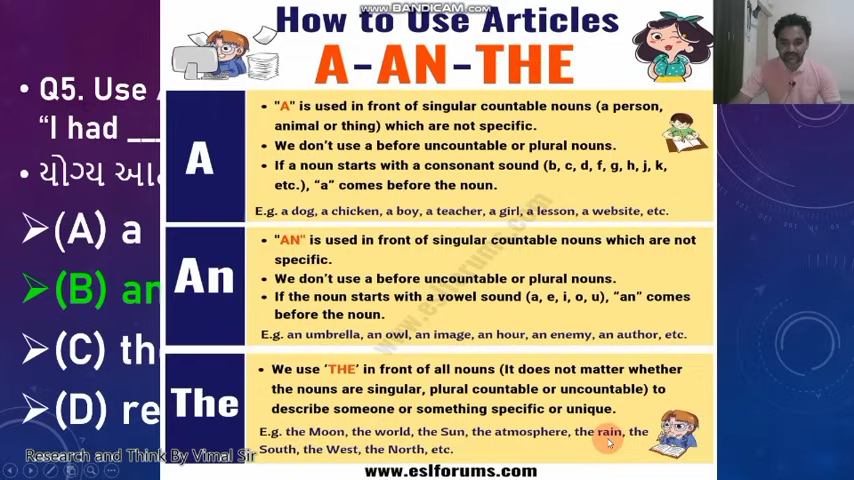 WWW.BANDICAM.COM
How to Use Articles
A-AN-THE
• Q5. Use
“I had ___
• યોગ્ય
(A) a
(B) an
(C) th
(D) re
A
• "A" is used in front of singular countable nouns (a person,
animal or thing) which are not specific.
• We don't use a before uncountable or plural nouns.
• If a noun starts with a consonant sound (b, c, d, f, g, h, j, k,
etc.), “a” comes before the noun.
E.g. a dog, a chicken, a boy, a teacher, a girl, a lesson, a website, etc.
An
• "AN" is used in front of singular countable nouns which are not
specific.
• We don't use a before uncountable or plural nouns.
• If the noun starts with a vowel sound (a, e, i, o, u), “an” comes
before the noun.
E.g. an umbrella, an owl, an image, an hour, an enemy, an author, etc.
The
• We use 'THE' in front of all nouns (It does not matter whether
the nouns are singular, plural countable or uncountable) to
describe someone or something specific or unique.
E.g. the Moon, the world, the Sun, the atmosphere, the rain, the
South, the West, the North, etc.
www.eslforums.com
www.eslforums.com
Research and Think By Vimal Sir